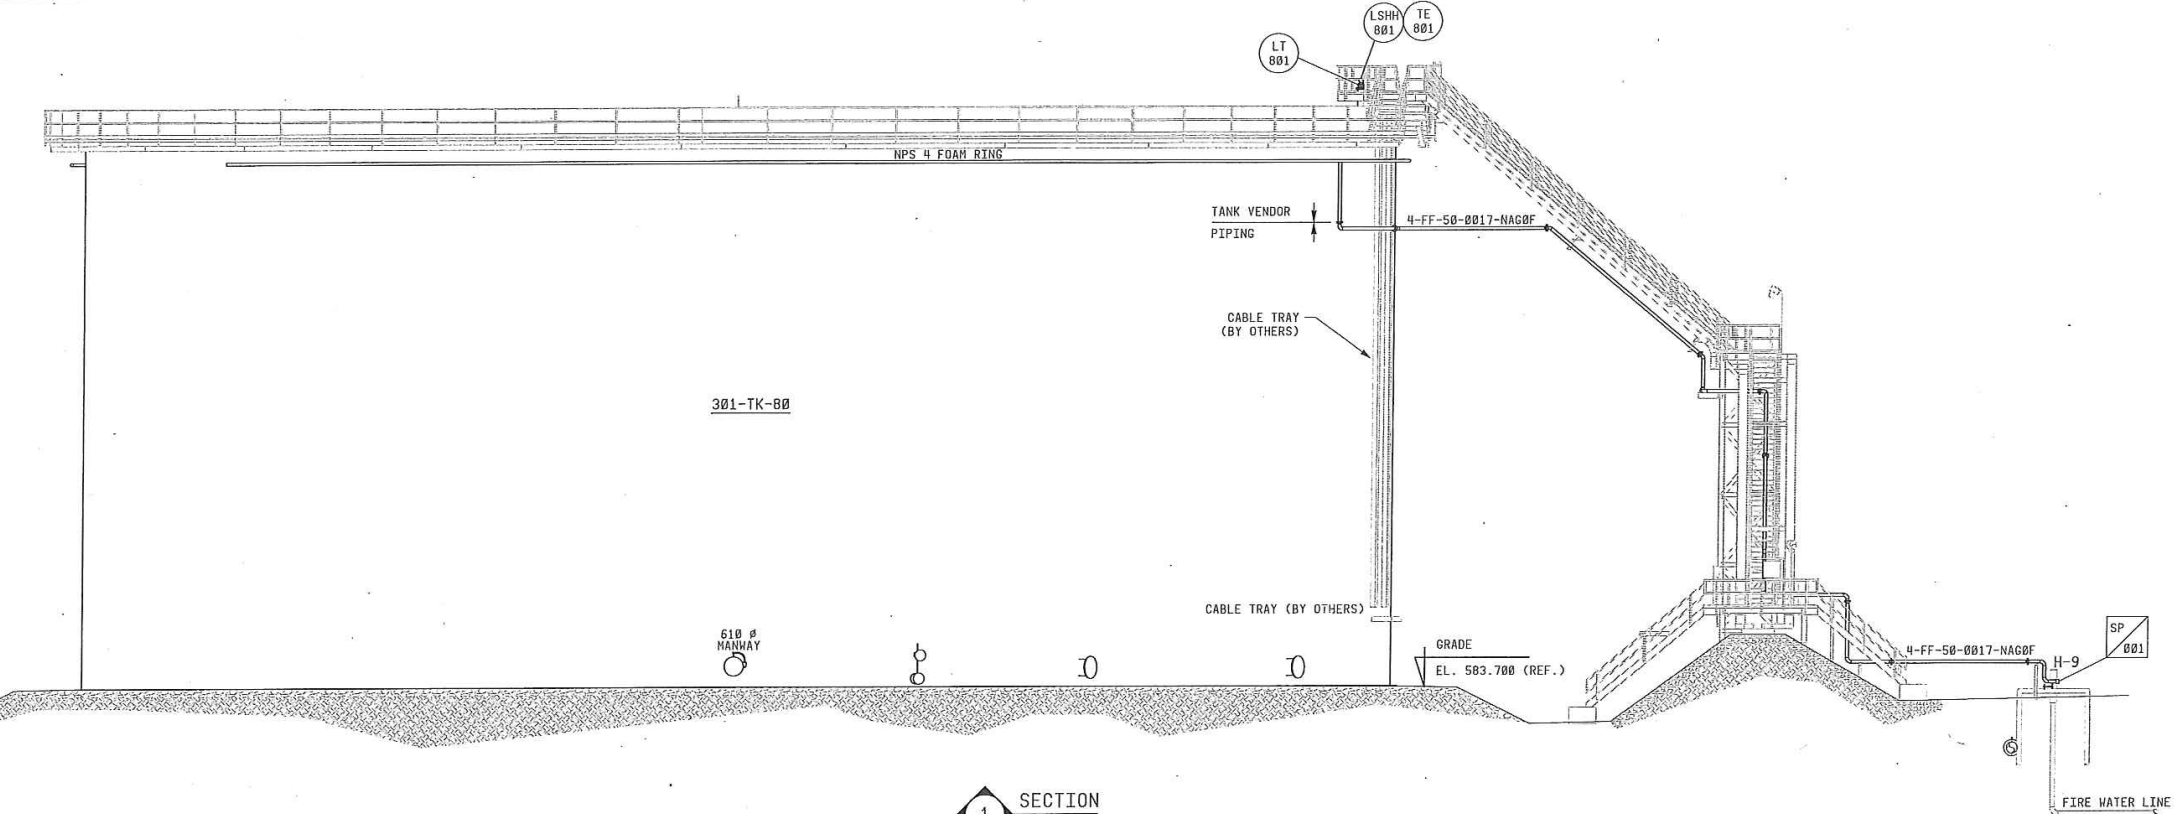 LSHH
801
TE
801
LT
801
NPS 4 FOAM RING
TANK VENDOR
PIPING
4-FF-50-0017-NAG0F
CABLE TRAY
(BY OTHERS)
301-TK-80
CABLE TRAY (BY OTHERS)
610 Ø
MANWAY
GRADE
EL. 583.700 (REF.)
4-FF-50-0017-NAG0F
H-9
SP
001
1
SECTION
FIRE WATER LINE